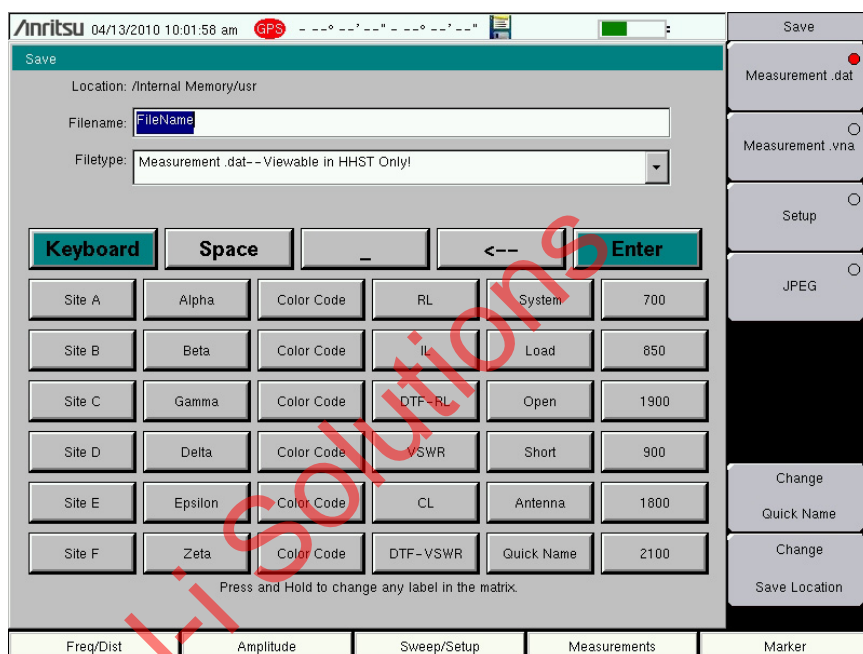 /Inritsu 04/13/2010 10:01:58 am GPS - --° --'--" - --° --'--" Save
Save
Location: /Internal Memory/usr
Filename: FileName
Filetype: Measurement .dat--Viewable in HHST Only!
Keyboard Space _ <-- Enter
Site A Alpha Color Code RL System 700
Site B Beta Color Code IL Load 850
Site C Gamma Color Code DTF-RL Open 1900
Site D Delta Color Code VSWR Short 900
Site E Epsilon Color Code CL Antenna 1800
Site F Zeta Color Code DTF-VSWR Quick Name 2100
Press and Hold to change any label in the matrix.
Measurement .dat
Measurement .vna
Setup
JPEG
Change
Quick Name
Change
Save Location
Freq/Dist Amplitude Sweep/Setup Measurements Marker
i Solutions